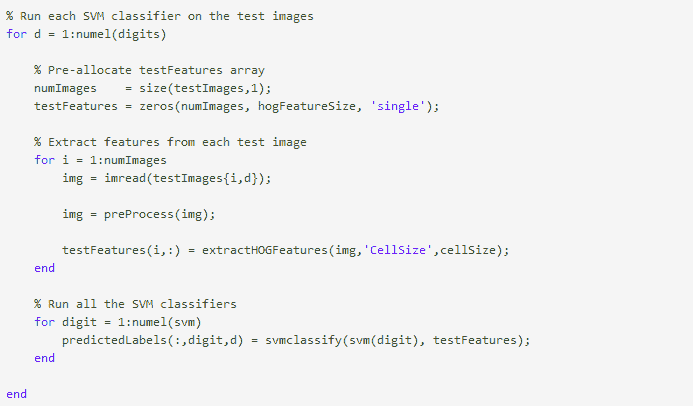 % Run each SVM classifier on the test images
for d = 1:numel(digits)

    % Pre-allocate testFeatures array
    numImages    = size(testImages,1);
    testFeatures = zeros(numImages, hogFeatureSize, 'single');

    % Extract features from each test image
    for i = 1:numImages
        img = imread(testImages{i,d});

        img = preProcess(img);

        testFeatures(i,:) = extractHOGFeatures(img,'CellSize',cellSize);
    end

    % Run all the SVM classifiers
    for digit = 1:numel(svm)
        predictedLabels(:,digit,d) = svmclassify(svm(digit), testFeatures);
    end

end